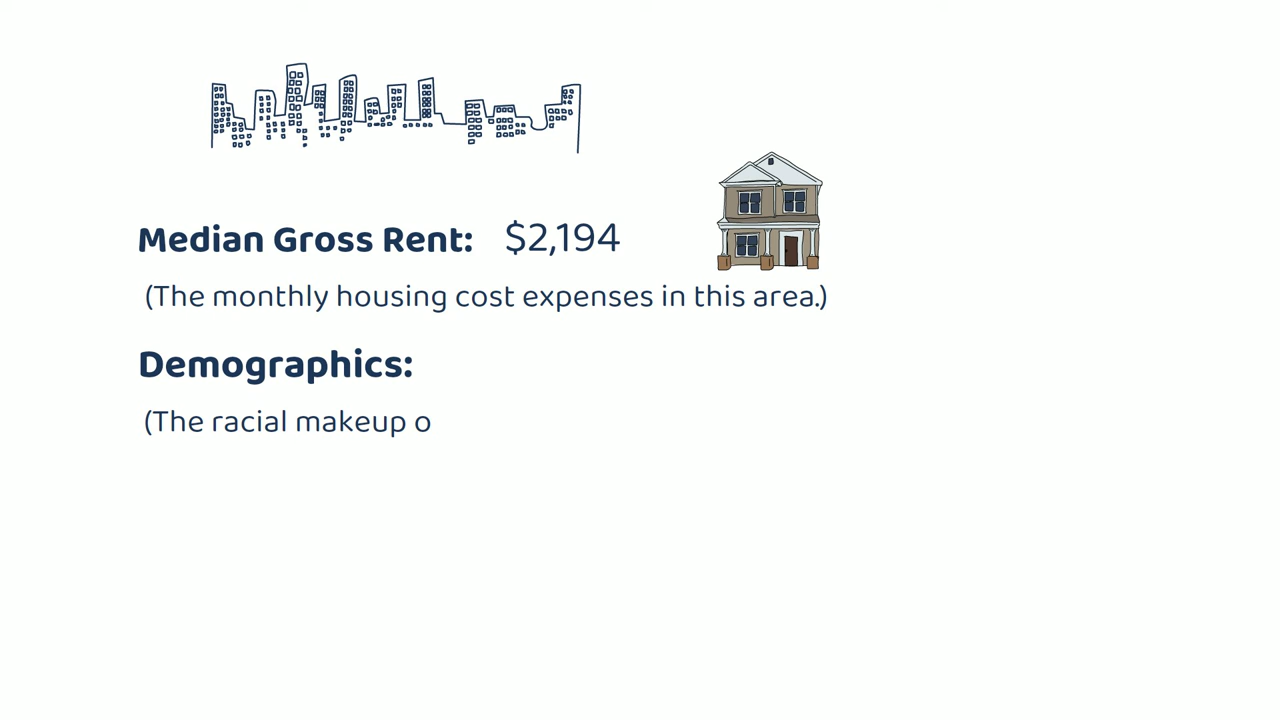 Median Gross Rent: $2,194
(The monthly housing cost expenses in this area.)
Demographics:
(The racial makeup o